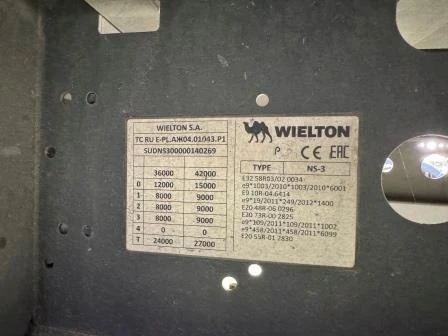 WIELTON S.A.
TC RU E-PL.АЖ04.01043.P1
SUDNS300000140269
36000 42000
0 12000 15000
1 8000 9000
2 8000 9000
3 8000 9000
4 0 0
T 24000 27000
WIELTON
CE EAC
TYPE NS-3
E32 58R03/02 0034
e9*1003/2010*1003/2010*6001
E9 10R-04.6414
e9*19/2011*249/2012*1400
E20 48R-06 0296
E20 73R-00 2825
e9*109/2011*109/2011*1002
e9*458/2011*458/2011*6099
E20 55R-01 2830